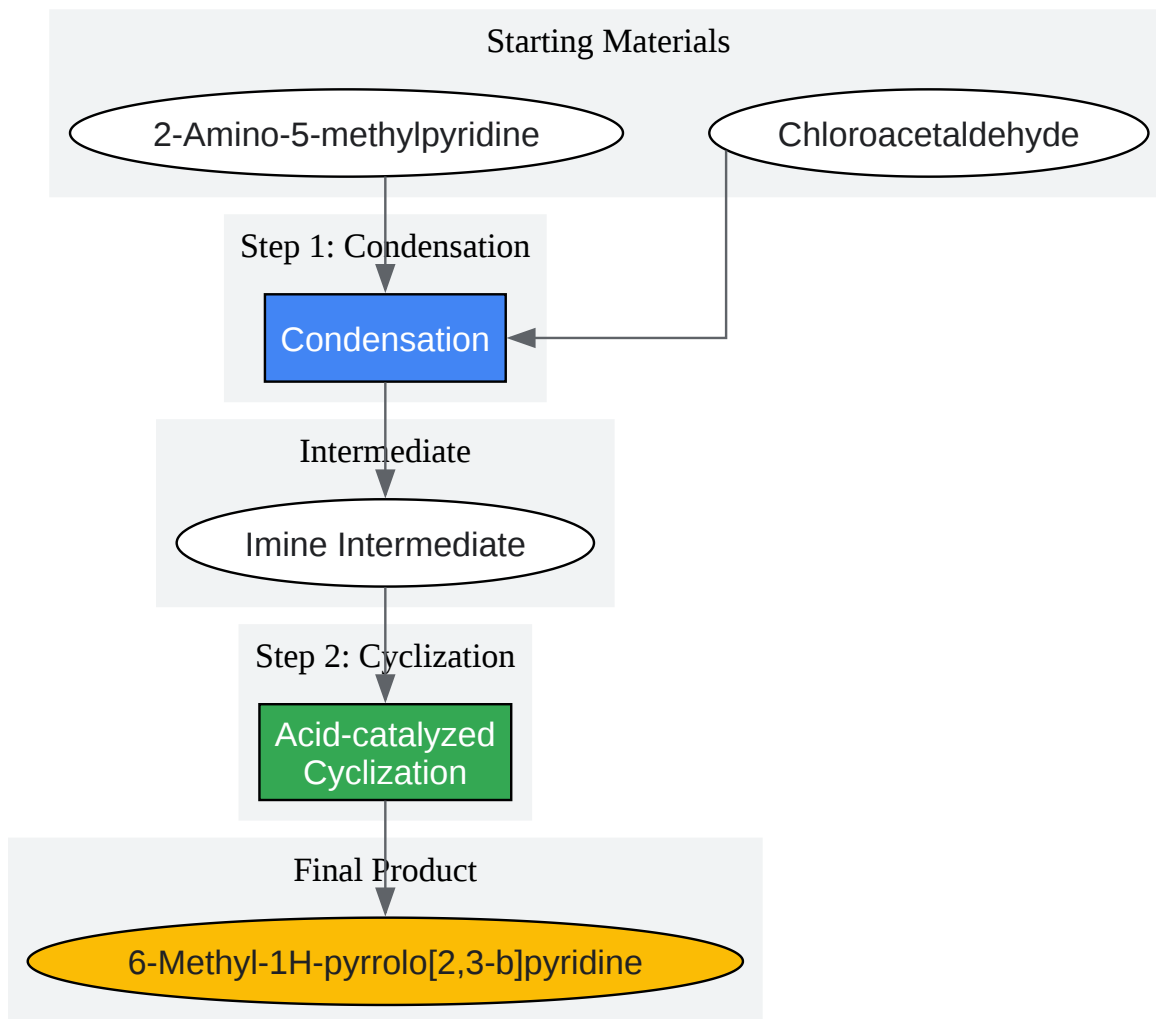 Starting Materials
2-Amino-5-methylpyridine
Chloroacetaldehyde
Step 1: Condensation
Condensation
Intermediate
Imine Intermediate
Step 2: Cyclization
Acid-catalyzed
Cyclization
Final Product
6-Methyl-1H-pyrrolo[2,3-b]pyridine